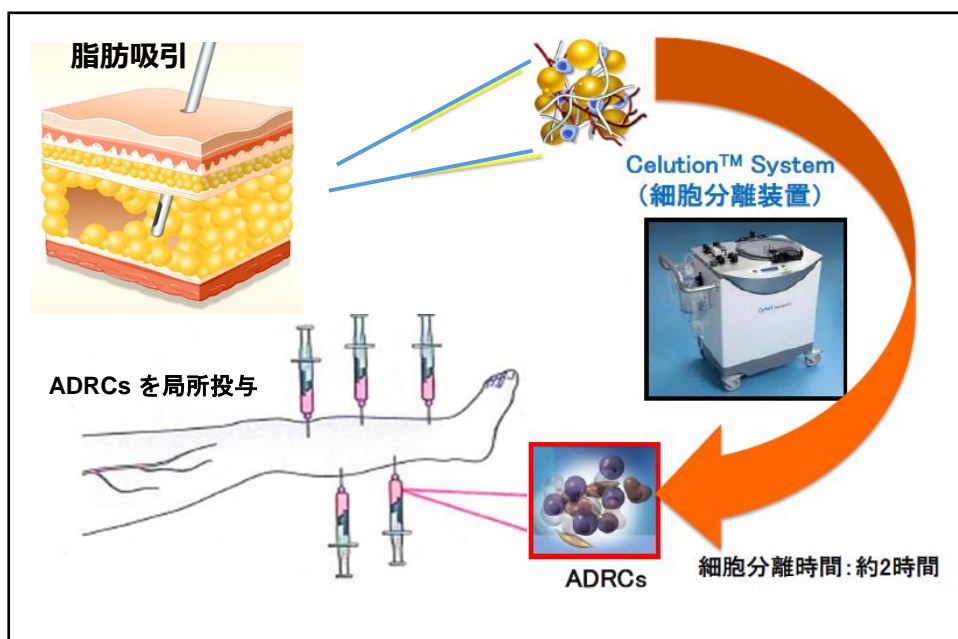 脂肪吸引
Celution™ System
（細胞分離装置）
ADRCs を局所投与
ADRCs
細胞分離時間：約2時間